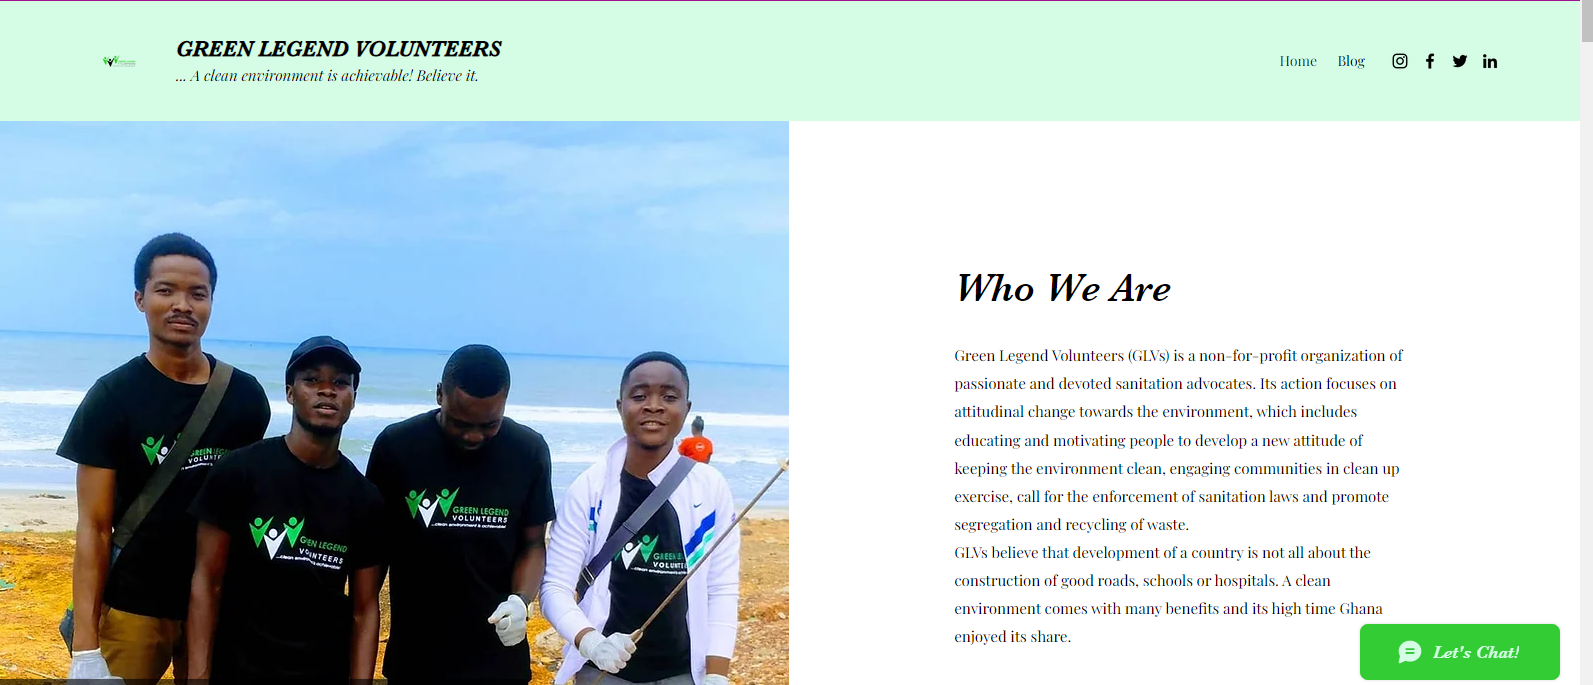 GREEN LEGEND VOLUNTEERS
... A clean environment is achievable! Believe it.
Home Blog
Who We Are
Green Legend Volunteers (GLVs) is a non-for-profit organization of
passionate and devoted sanitation advocates. Its action focuses on
attitudinal change towards the environment, which includes
educating and motivating people to develop a new attitude of
keeping the environment clean, engaging communities in clean up
exercise, call for the enforcement of sanitation laws and promote
segregation and recycling of waste.
GLVs believe that development of a country is not all about the
construction of good roads, schools or hospitals. A clean
environment comes with many benefits and its high time Ghana
enjoyed its share.
Let's Chat!
GREEN LEGEND
VOLUNTEERS
...clean environment is achievable!